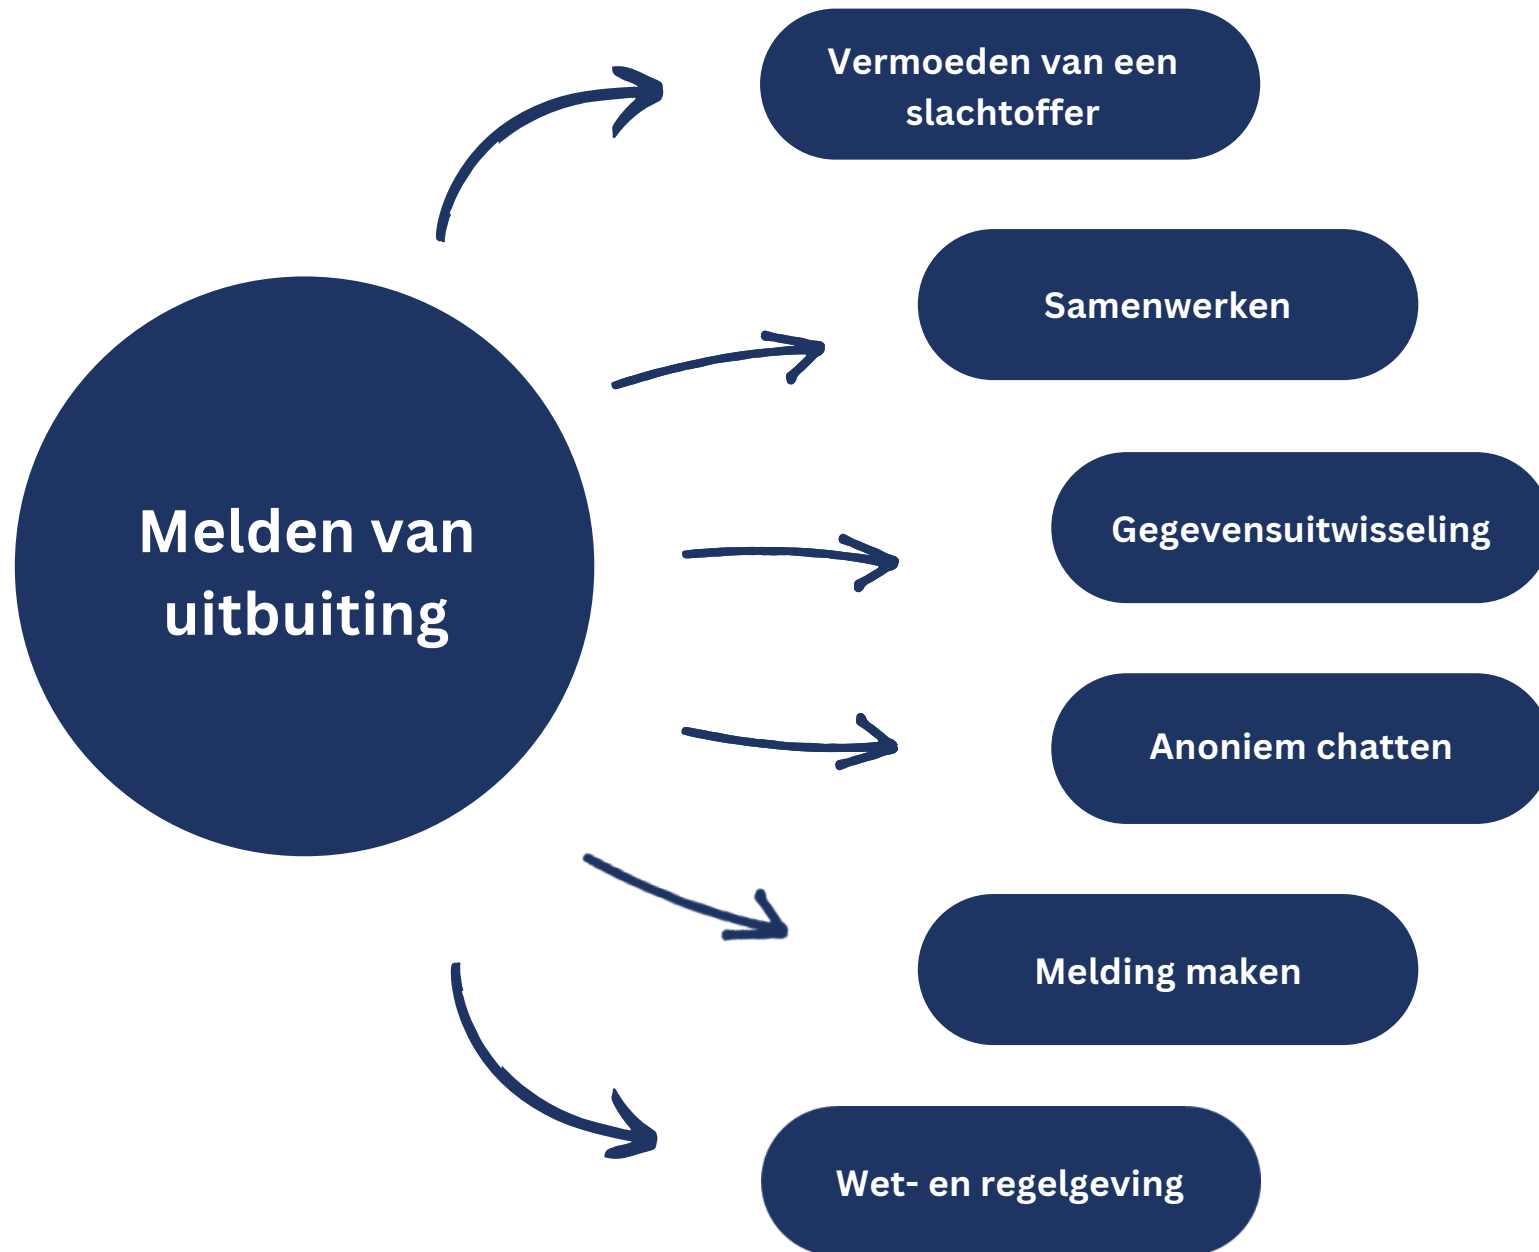 Vermoeden van een
slachtoffer
Samenwerken
Melden van
uitbuiting
Gegevensuitwisseling
Anoniem chatten
Melding maken
Wet- en regelgeving